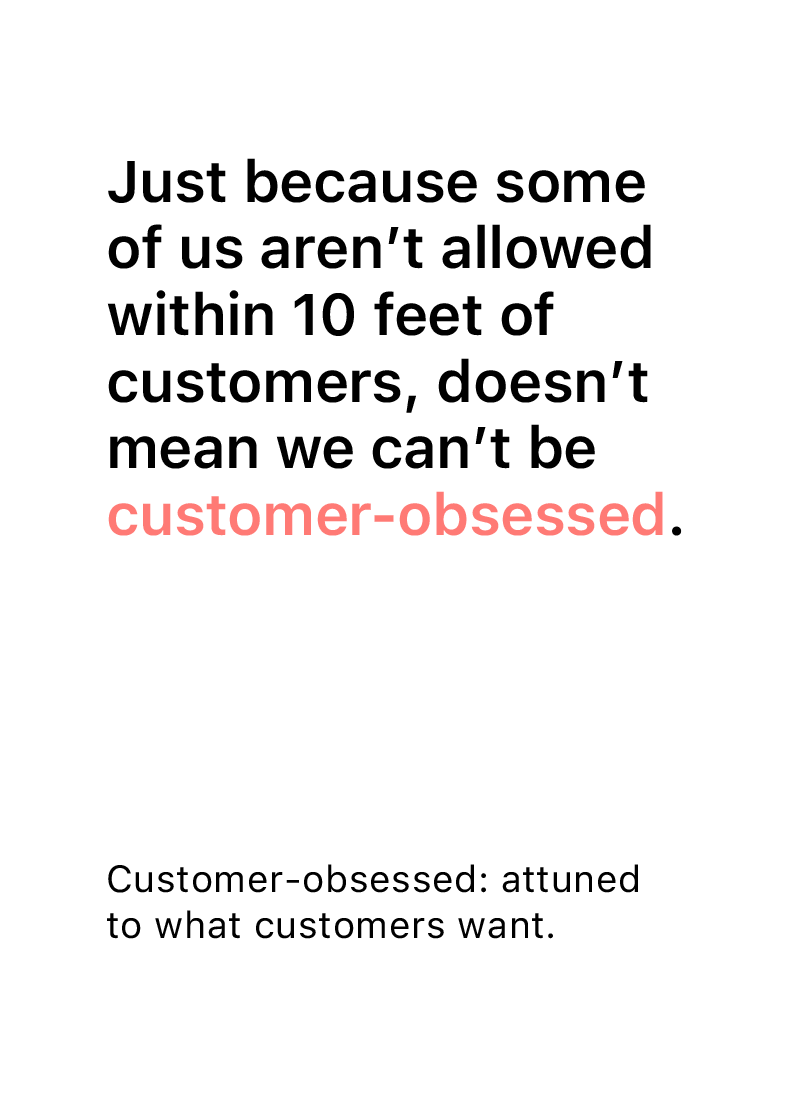 Just because some
of us aren’t allowed
within 10 feet of
customers, doesn’t
mean we can’t be
customer-obsessed.
Customer-obsessed: attuned
to what customers want.